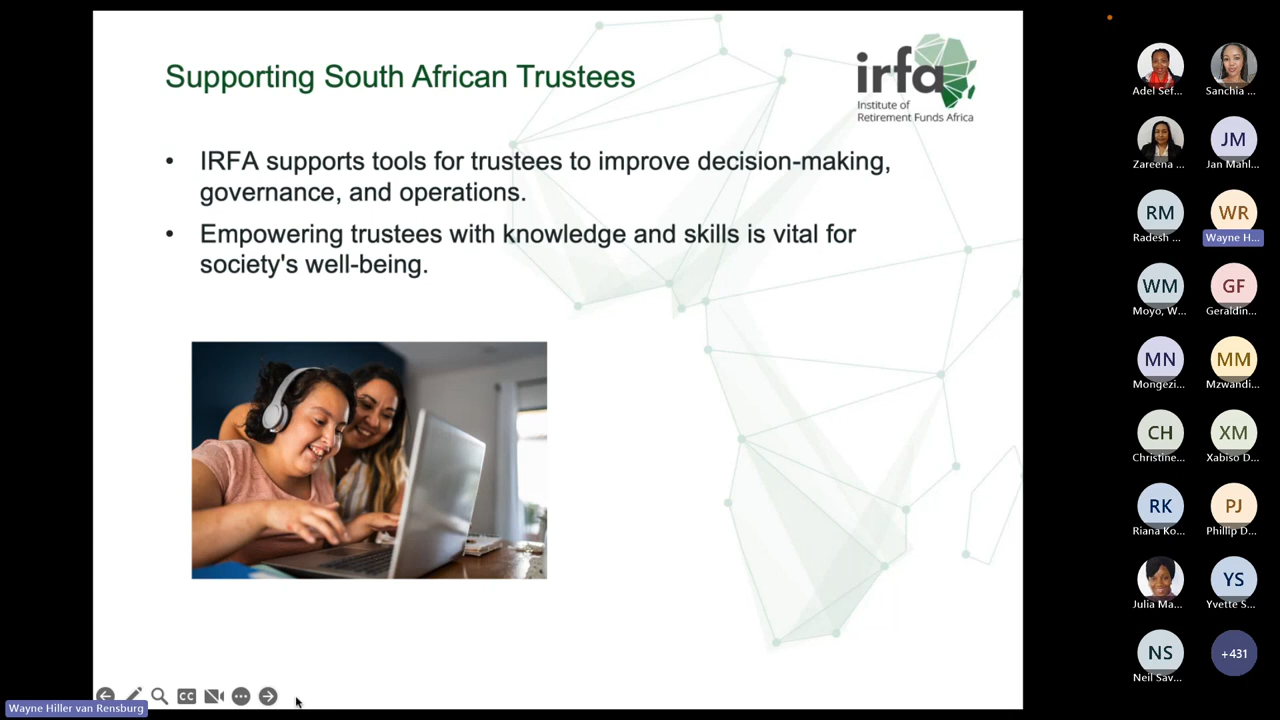 Supporting South African Trustees
irfa
Institute of
Retirement Funds Africa
• IRFA supports tools for trustees to improve decision-making,
governance, and operations.
• Empowering trustees with knowledge and skills is vital for
society's well-being.
CC
Wayne Hiller van Rensburg
Adel Sef...
Sanchia ...
Zareena ...
JM
Jan Mahl...
RM
Radesh ...
WR
Wayne H...
WM
Moyo, W...
GF
Geraldin...
MN
Mongezi...
MM
Mzwandi...
CH
Christine...
XM
Xabiso D...
RK
Riana Ko...
PJ
Phillip D...
Julia Ma...
YS
Yvette S...
NS
Neil Sav...
+431